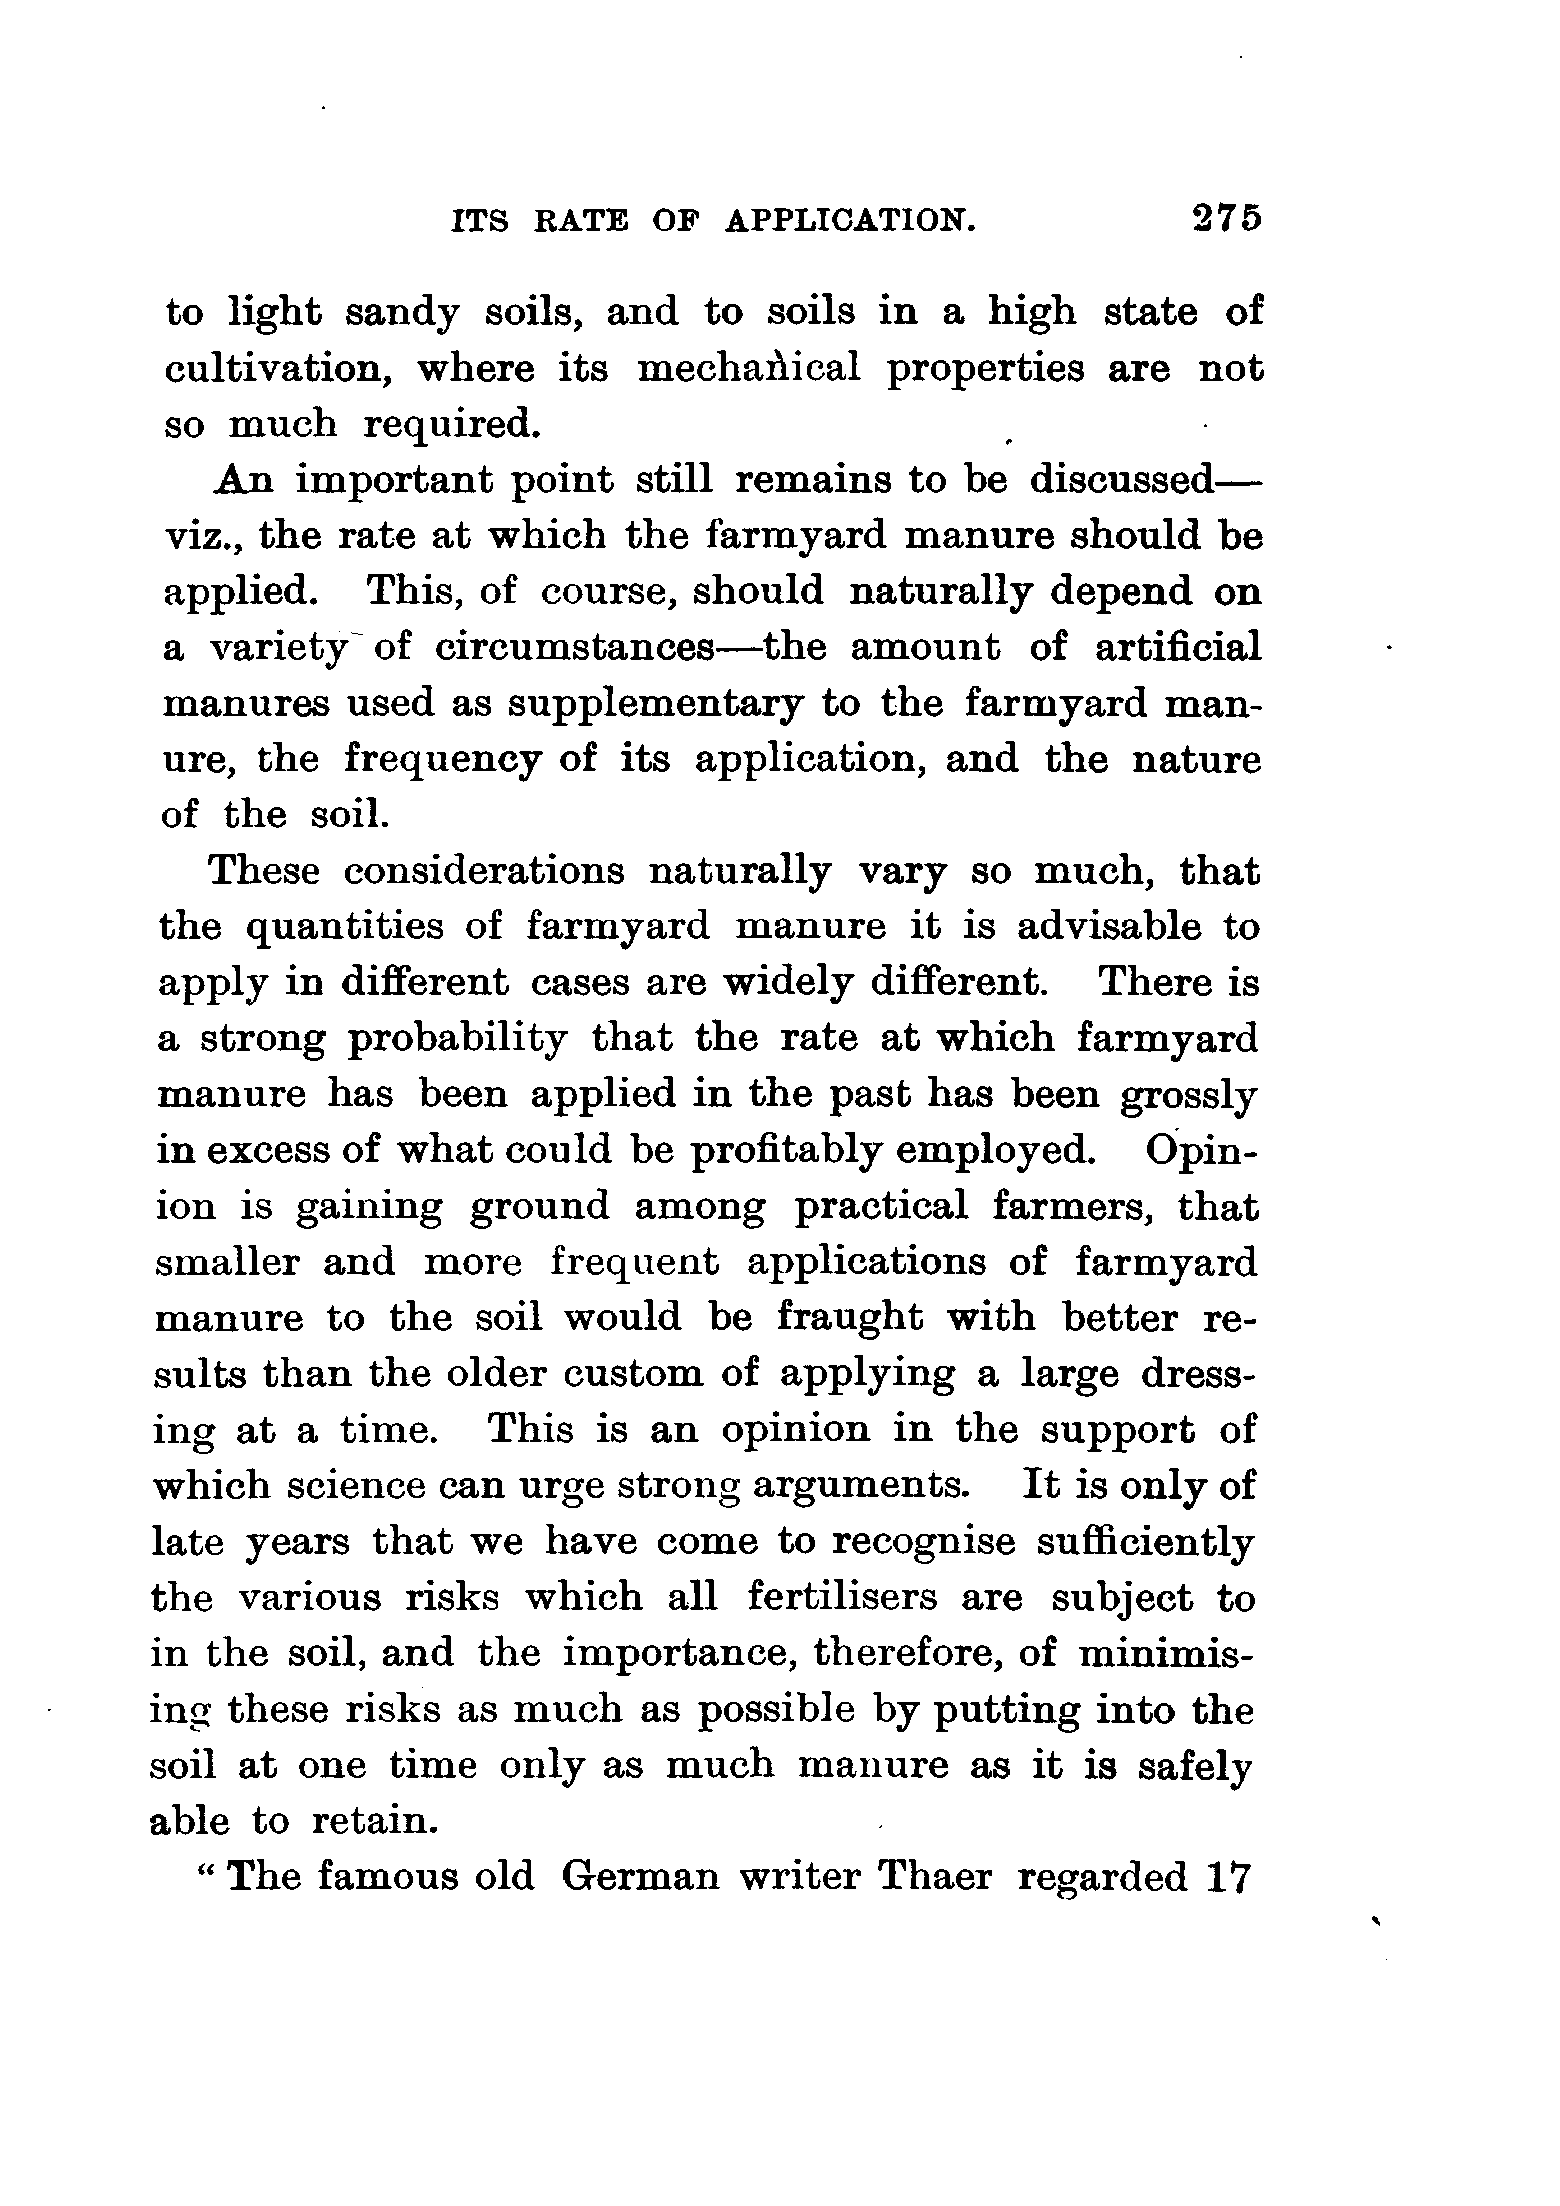 ITS RATE OF APPLICATION. 275
to light sandy soils, and to soils in a high state of
cultivation, where its mechanical properties are not
so much required.
An important point still remains to be discussed—
viz., the rate at which the farmyard manure should be
applied. This, of course, should naturally depend on
a variety of circumstances—the amount of artificial
manures used as supplementary to the farmyard man-
ure, the frequency of its application, and the nature
of the soil.
These considerations naturally vary so much, that
the quantities of farmyard manure it is advisable to
apply in different cases are widely different. There is
a strong probability that the rate at which farmyard
manure has been applied in the past has been grossly
in excess of what could be profitably employed. Opin-
ion is gaining ground among practical farmers, that
smaller and more frequent applications of farmyard
manure to the soil would be fraught with better re-
sults than the older custom of applying a large dress-
ing at a time. This is an opinion in the support of
which science can urge strong arguments. It is only of
late years that we have come to recognise sufficiently
the various risks which all fertilisers are subject to
in the soil, and the importance, therefore, of minimis-
ing these risks as much as possible by putting into the
soil at one time only as much manure as it is safely
able to retain.
“ The famous old German writer Thaer regarded 17